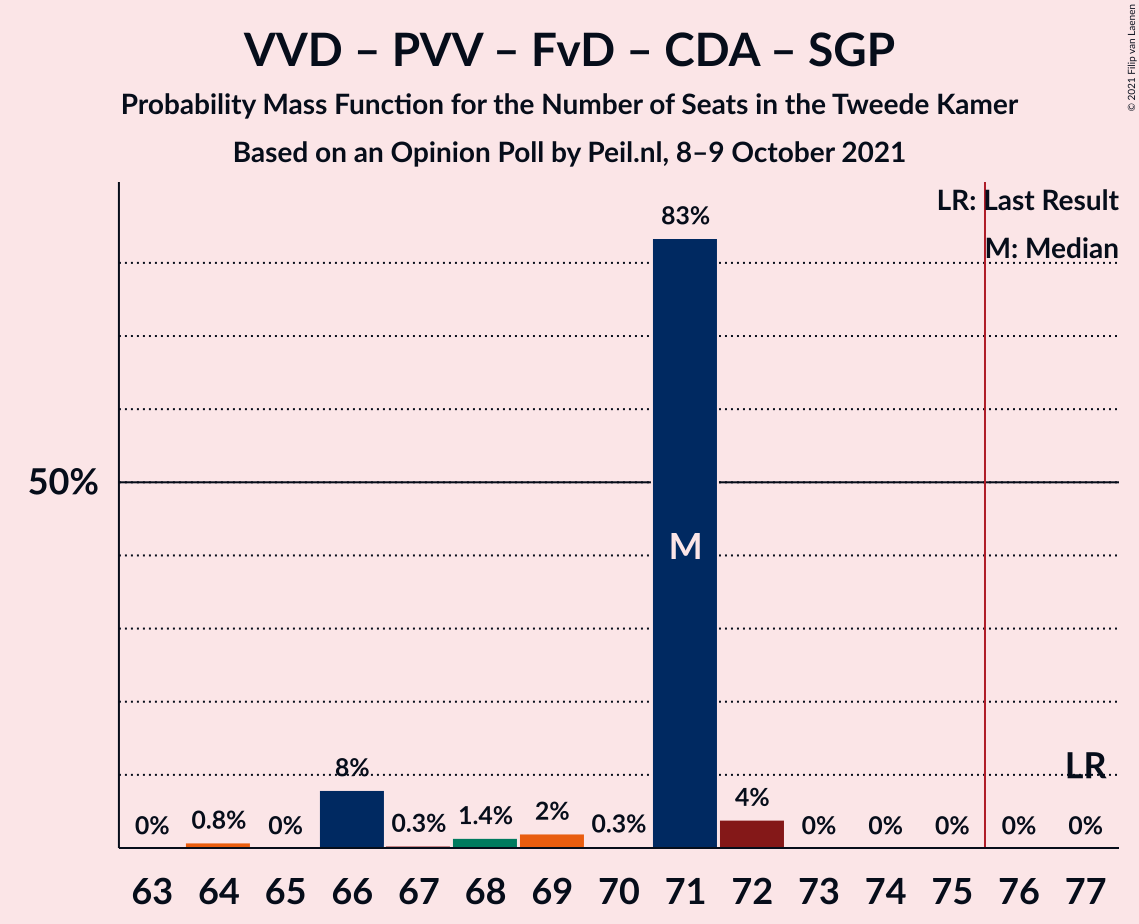 VVD – PVV – FvD – CDA – SGP
Probability Mass Function for the Number of Seats in the Tweede Kamer
Based on an Opinion Poll by Peil.nl, 8–9 October 2021
© 2021 Filip van Laenen
LR: Last Result
M: Median
83%
50%
M
LR
8%
4%
0% 0.8% 0% 0.3% 1.4% 2% 0.3% 0% 0% 0% 0% 0%
63 64 65 66 67 68 69 70 71 72 73 74 75 76 77